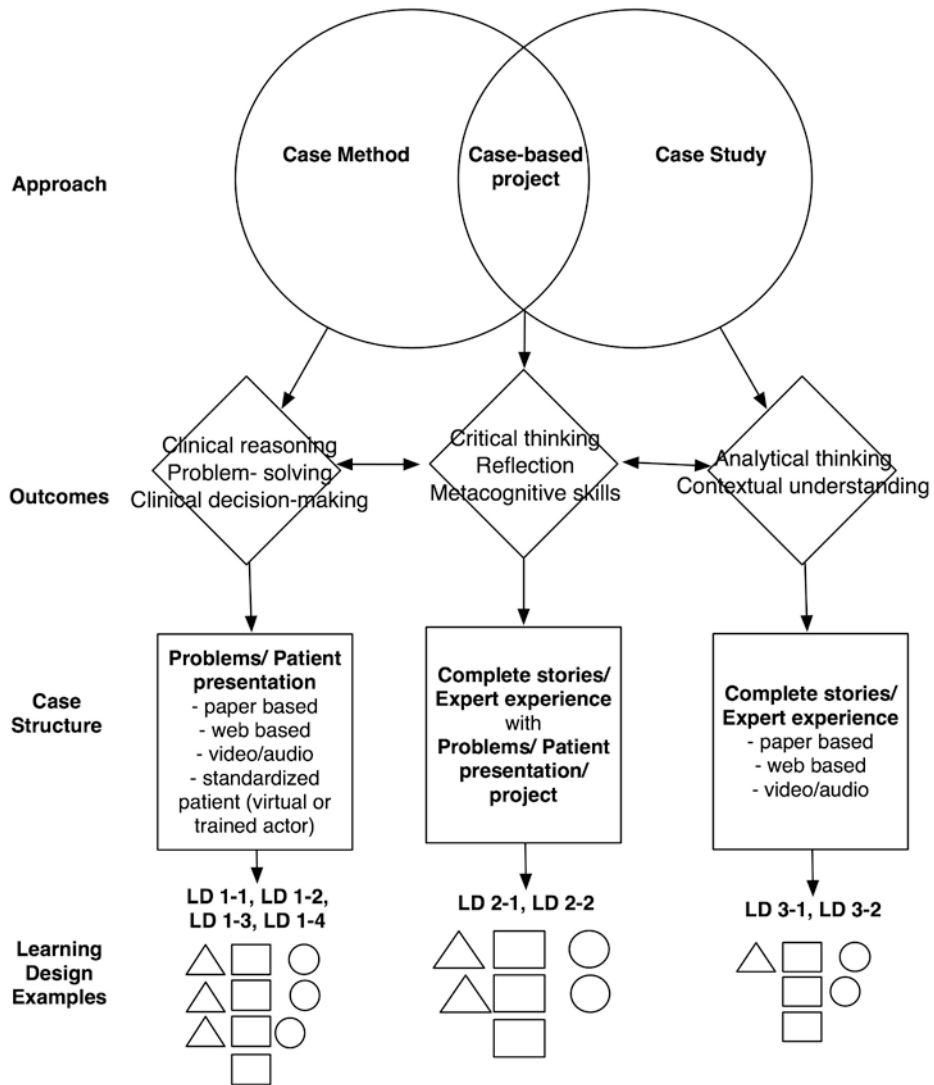 Case Method
Case-based
project
Case Study
Approach
Clinical reasoning
Problem- solving
Clinical decision-making
Critical thinking
Reflection
Metacognitive skills
Analytical thinking
Contextual understanding
Outcomes
Problems/ Patient
presentation
- paper based
- web based
- video/audio
- standardized
patient (virtual or
trained actor)
Complete stories/
Expert experience
with
Problems/ Patient
presentation/
project
Complete stories/
Expert experience
- paper based
- web based
- video/audio
Case
Structure
LD 1-1, LD 1-2,
LD 1-3, LD 1-4
LD 2-1, LD 2-2
LD 3-1, LD 3-2
Learning
Design
Examples